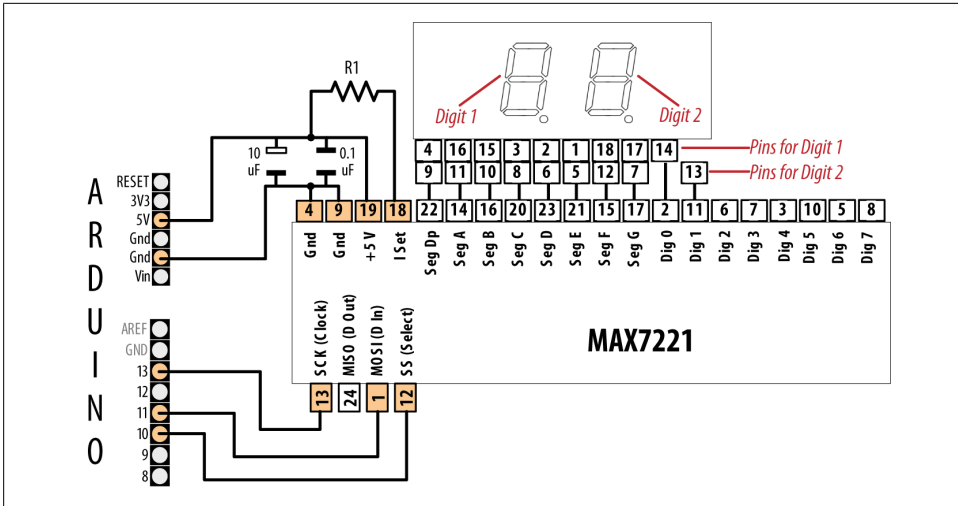 R1
Digit 1
Digit 2
10
uF
0.1
uF
4 16 15 3 2 1 18 17 14
Pins for Digit 1
9 11 10 8 6 5 12 7 13
Pins for Digit 2
ARDUINO
RESET
3V3
5V
Gnd
Gnd
Vin
4 9 19 18 22 14 16 20 23 21 15 17 2 11 6 7 3 10 5 8
Gnd
Gnd
+5 V
I Set
Seg Dp
Seg A
Seg B
Seg C
Seg D
Seg E
Seg F
Seg G
Dig 0
Dig 1
Dig 2
Dig 3
Dig 4
Dig 5
Dig 6
Dig 7
SCK (Clock)
MISO (D Out)
MOSI (D In)
SS (Select)
MAX7221
AREF
GND
13
12
11
10
9
8
13 24 1 12